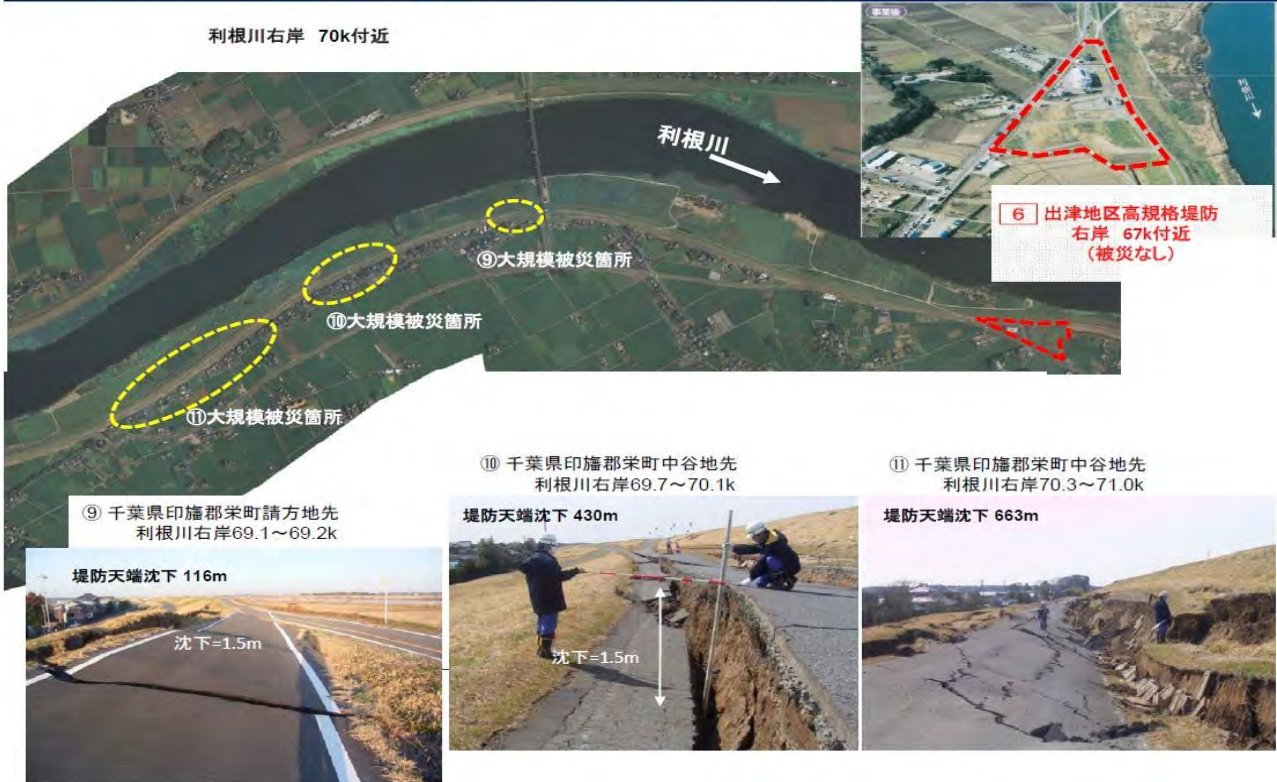 利根川右岸 70k付近
事業後
利根川
利根川
6 出津地区高規格堤防
右岸 67k付近
(被災なし)
⑨大規模被災箇所
⑩大規模被災箇所
⑪大規模被災箇所
⑨ 千葉県印旛郡栄町請方地先
利根川右岸69.1～69.2k
堤防天端沈下 116m
沈下=1.5m
⑩ 千葉県印旛郡栄町中谷地先
利根川右岸69.7～70.1k
堤防天端沈下 430m
沈下=1.5m
⑪ 千葉県印旛郡栄町中谷地先
利根川右岸70.3～71.0k
堤防天端沈下 663m